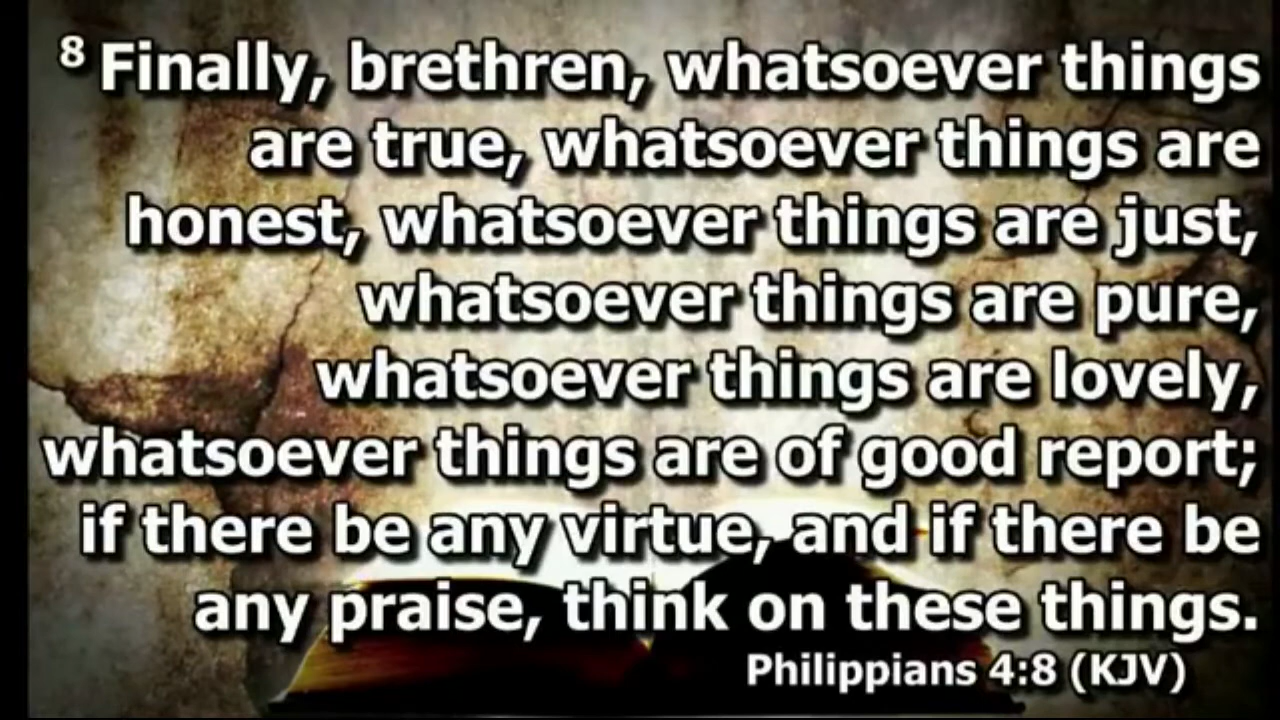 8 Finally, brethren, whatsoever things
are true, whatsoever things are
honest, whatsoever things are just,
whatsoever things are pure,
whatsoever things are lovely,
whatsoever things are of good report;
if there be any virtue, and if there be
any praise, think on these things.
Philippians 4:8 (KJV)